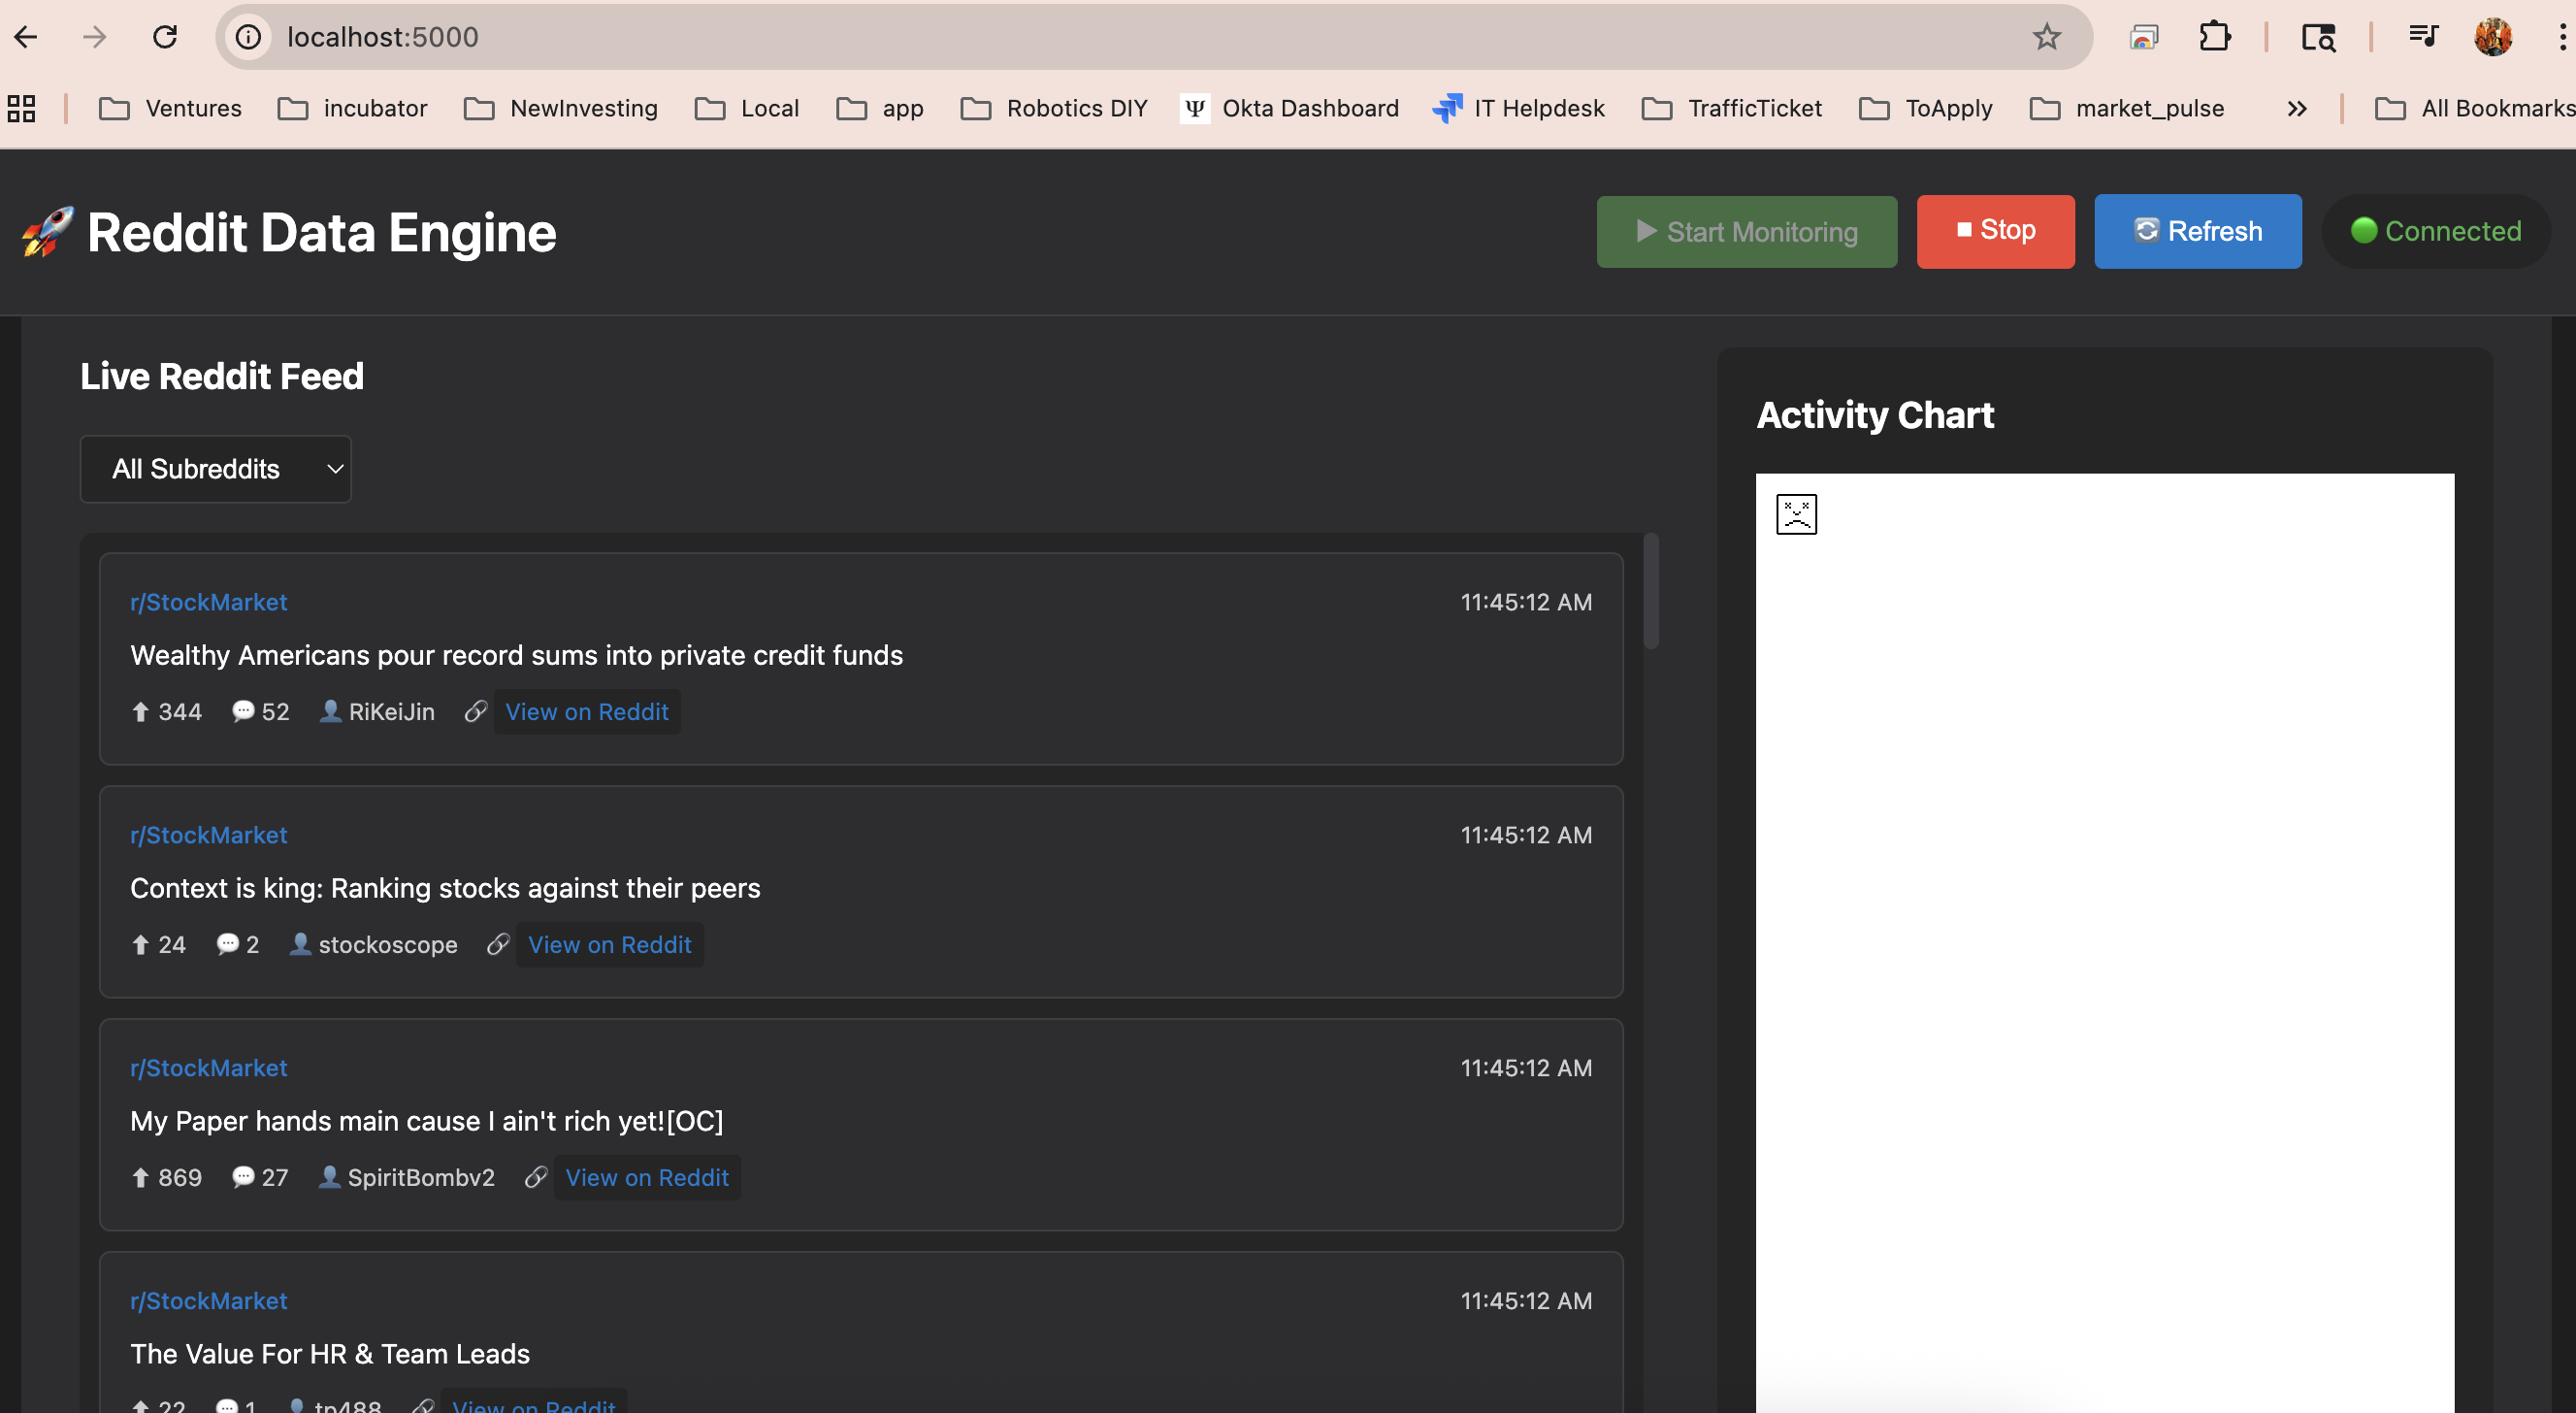 localhost:5000
Ventures incubator NewInvesting Local app Robotics DIY Ψ Okta Dashboard IT Helpdesk TrafficTicket ToApply market_pulse » All Bookmarks
🚀 Reddit Data Engine ▶ Start Monitoring ■ Stop 🔄 Refresh 🟢 Connected
Live Reddit Feed
Activity Chart
All Subreddits
r/StockMarket 11:45:12 AM
Wealthy Americans pour record sums into private credit funds
⬆ 344 💬 52 👤 RiKeiJin 🔗 View on Reddit
r/StockMarket 11:45:12 AM
Context is king: Ranking stocks against their peers
⬆ 24 💬 2 👤 stockoscope 🔗 View on Reddit
r/StockMarket 11:45:12 AM
My Paper hands main cause I ain't rich yet![OC]
⬆ 869 💬 27 👤 SpiritBombv2 🔗 View on Reddit
r/StockMarket 11:45:12 AM
The Value For HR & Team Leads
⬆ 22 💬 1 👤 tp488 🔗 View on Reddit